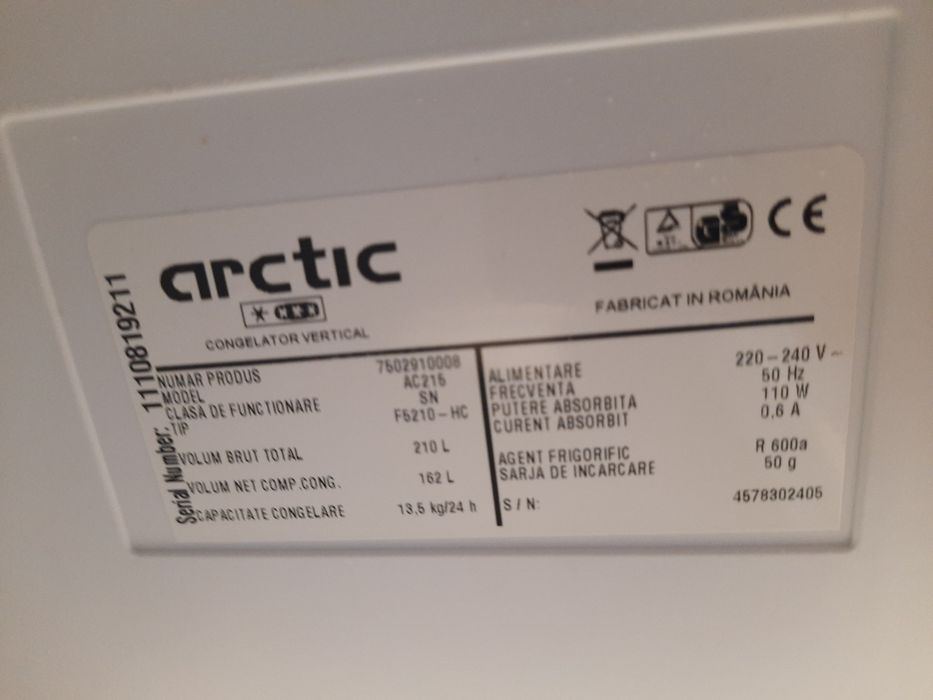 arctic
CONGELATOR VERTICAL
FABRICAT IN ROMÂNIA
GS
CE
Serial Number: 1110819211
NUMAR PRODUS 7502910008
MODEL AC215
CLASA DE FUNCTIONARE SN
TIP F5210-HC
VOLUM BRUT TOTAL 210 L
VOLUM NET COMP.CONG. 162 L
CAPACITATE CONGELARE 13,5 kg/24 h
ALIMENTARE 220-240 V ~
FRECVENTA 50 Hz
PUTERE ABSORBITA 110 W
CURENT ABSORBIT 0,6 A
AGENT FRIGORIFIC R 600a
SARJA DE INCARCARE 50 g
S / N: 4578302405